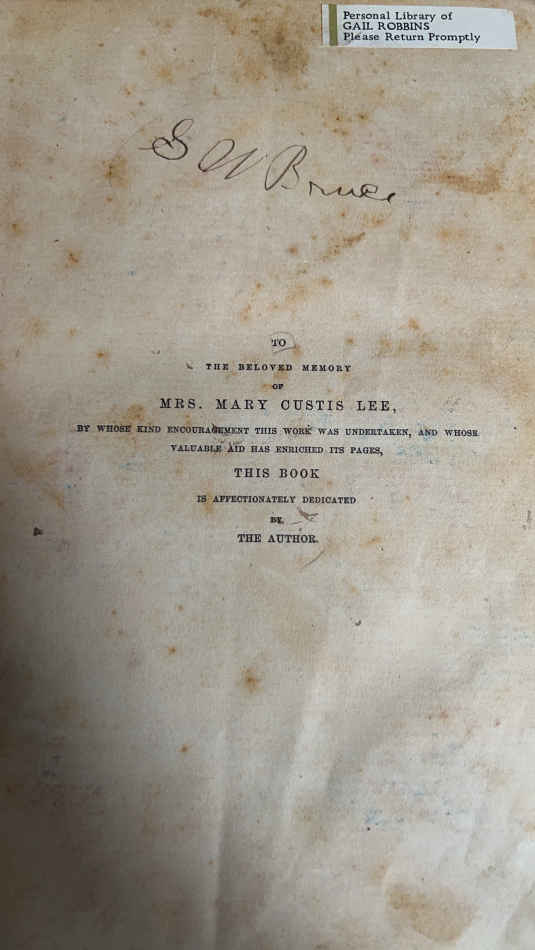 Personal Library of
GAIL ROBBINS
Please Return Promptly
G W Bruce
TO
THE BELOVED MEMORY
OF
MRS. MARY CUSTIS LEE,
BY WHOSE KIND ENCOURAGEMENT THIS WORK WAS UNDERTAKEN, AND WHOSE
VALUABLE AID HAS ENRICHED ITS PAGES,
THIS BOOK
IS AFFECTIONATELY DEDICATED
BY
THE AUTHOR.